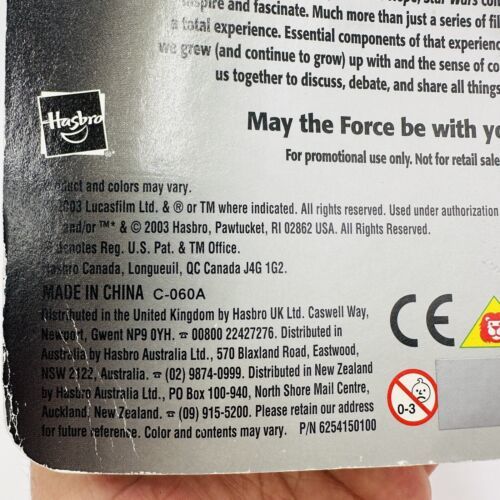 inspire and fascinate. Much more than just a series of
a total experience. Essential components of that experien
we grew (and continue to grow) up with and the sense of co
us together to discuss, debate, and share all things
Hasbro
May the Force be with yo
For promotional use only. Not for retail sale
and colors may vary.
2003 Lucasfilm Ltd. & ® or TM where indicated. All rights reserved. Used under authorization
and/or ™* & © 2003 Hasbro, Pawtucket, RI 02862 USA. All Rights Reserved.
denotes Reg. U.S. Pat. & TM Office.
Hasbro Canada, Longueuil, QC Canada J4G 1G2.
MADE IN CHINA C-060A
Distributed in the United Kingdom by Hasbro UK Ltd. Caswell Way,
Newport, Gwent NP9 0YH. ☎ 00800 22427276. Distributed in
Australia by Hasbro Australia Ltd., 570 Blaxland Road, Eastwood,
NSW 2122, Australia. ☎ (02) 9874-0999. Distributed in New Zealand
by Hasbro Australia Ltd., PO Box 100-940, North Shore Mail Centre,
Auckland, New Zealand. ☎ (09) 915-5200. Please retain our address
for future reference. Color and contents may vary. P/N 6254150100
CE
0-3